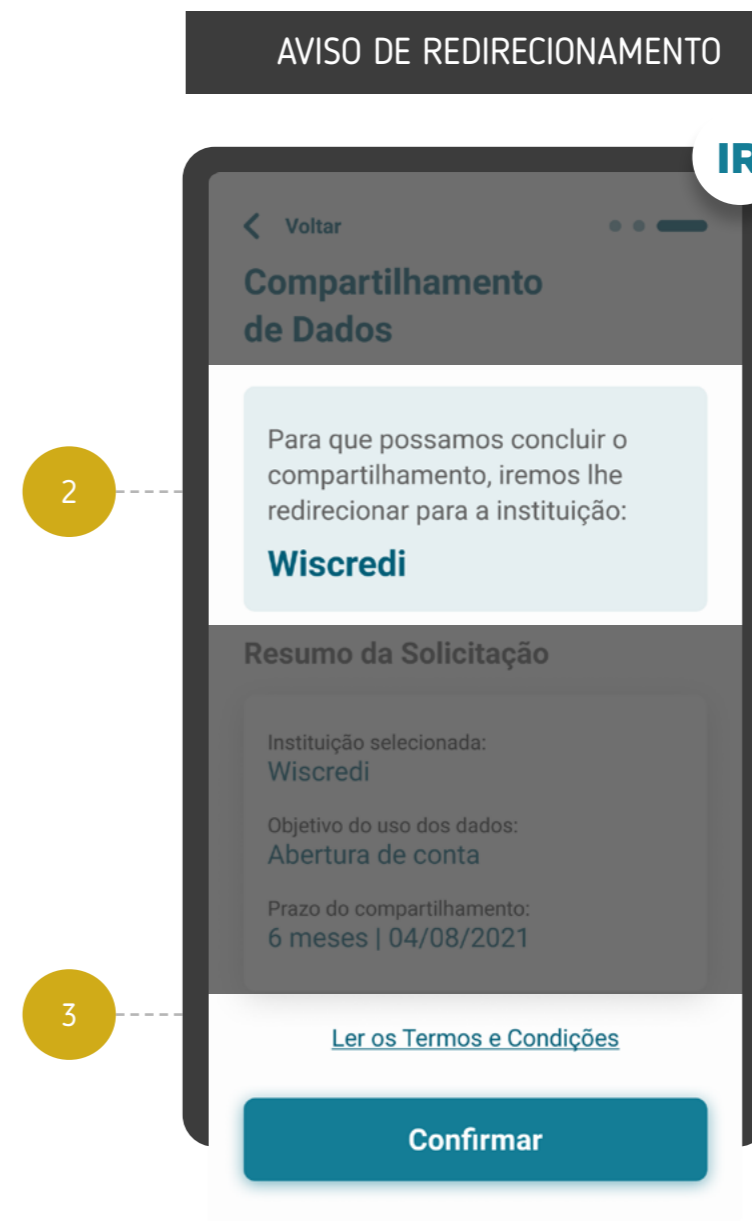 AVISO DE REDIRECIONAMENTO
IR
Voltar
Compartilhamento
de Dados
2
Para que possamos concluir o
compartilhamento, iremos lhe
redirecionar para a instituição:
Wiscredi
Resumo da Solicitação
Instituição selecionada:
Wiscredi
Objetivo do uso dos dados:
Abertura de conta
Prazo do compartilhamento:
6 meses | 04/08/2021
3
Ler os Termos e Condições
Confirmar